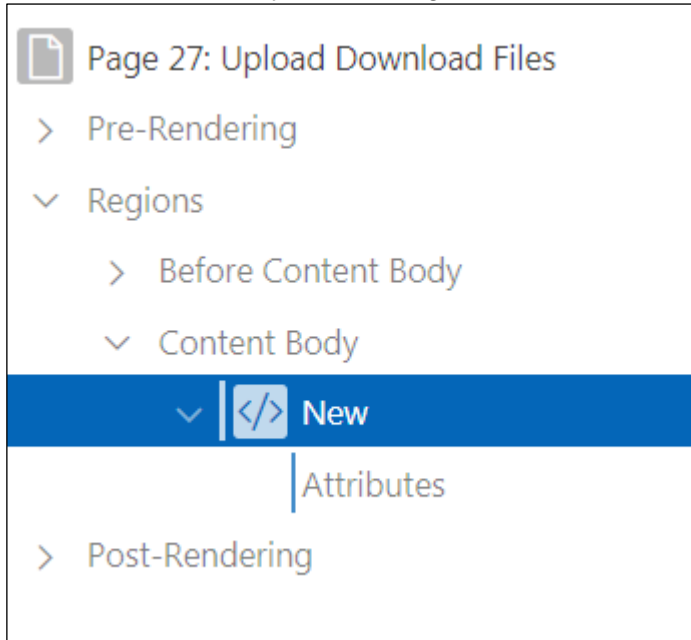 Page 27: Upload Download Files
Pre-Rendering
Regions
Before Content Body
Content Body
</> New
Attributes
Post-Rendering